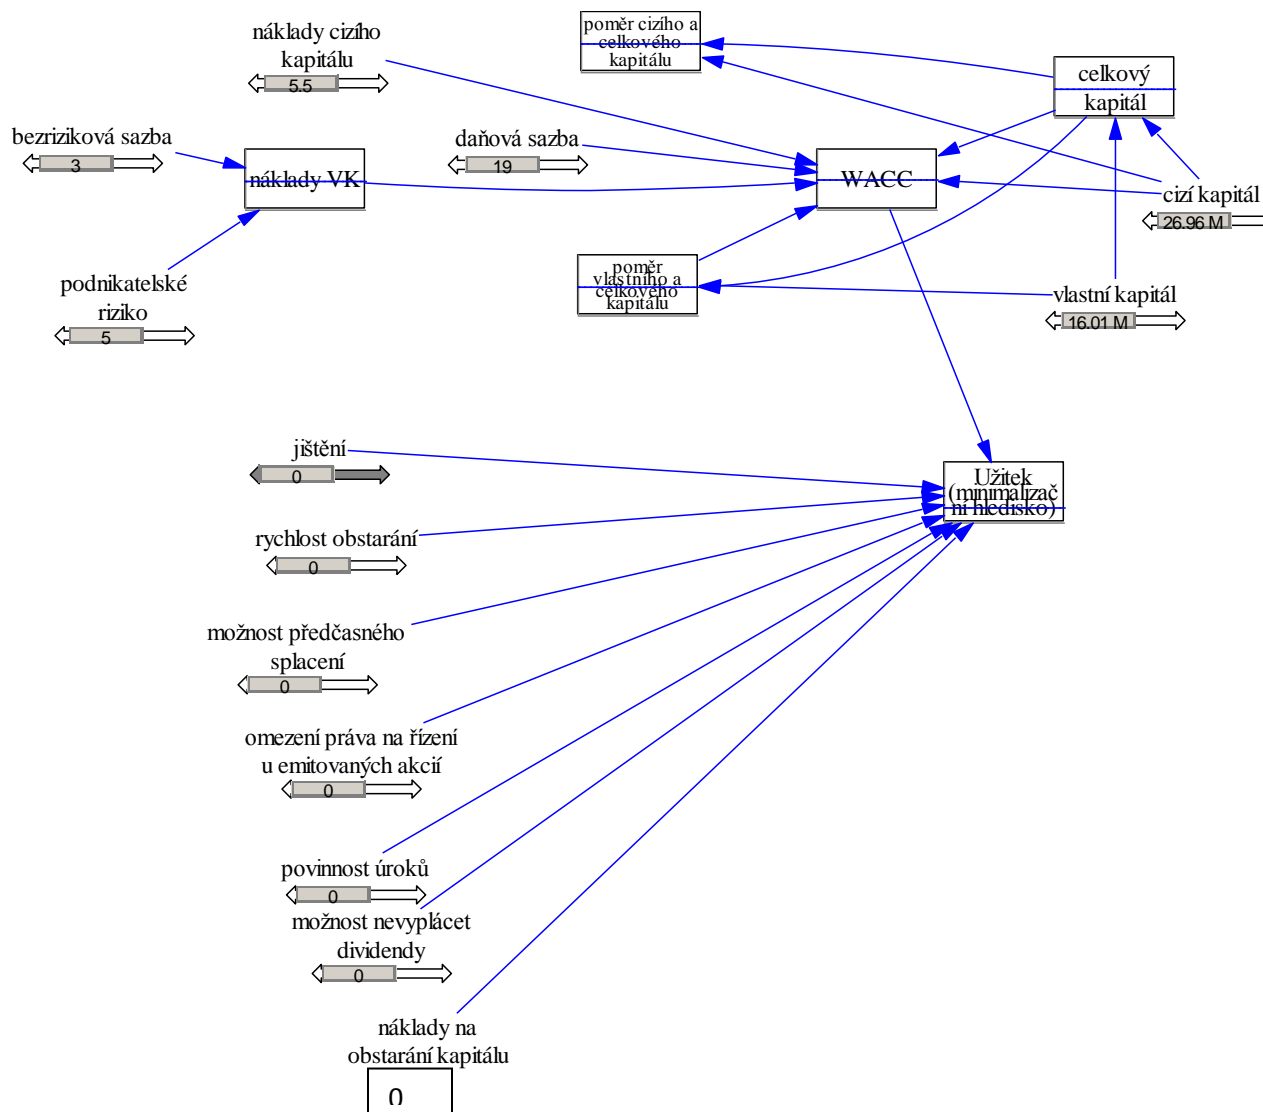 náklady cizího
kapitálu
5.5
poměr cizího a
celkového
kapitálu
celkový
kapitál
bezriziková sazba
3
náklady VK
daňová sazba
19
WACC
cizí kapitál
26.96 M
podnikatelské
riziko
5
poměr
vlastního a
celkového
kapitálu
vlastní kapitál
16.01 M
jištění
0
Užitek
(minimalizač
ní hledisko)
rychlost obstarání
0
možnost předčasného
splacení
0
omezení práva na řízení
u emitovaných akcií
0
povinnost úroků
0
možnost nevyplácet
dividendy
0
náklady na
obstarání kapitálu
0